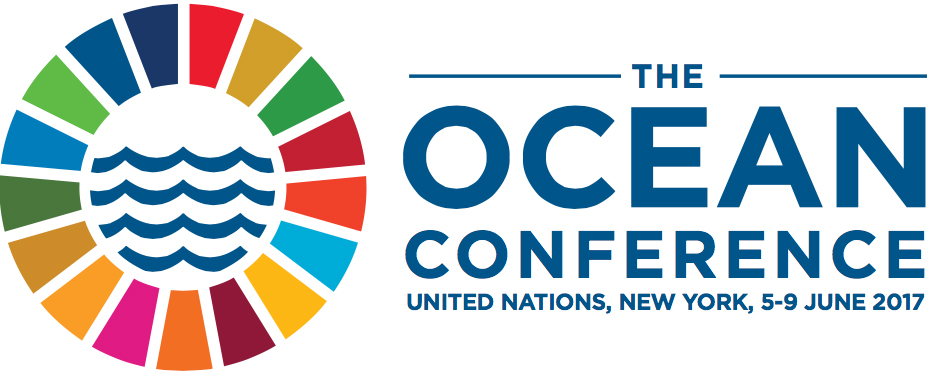 THE
OCEAN
CONFERENCE
UNITED NATIONS, NEW YORK, 5-9 JUNE 2017